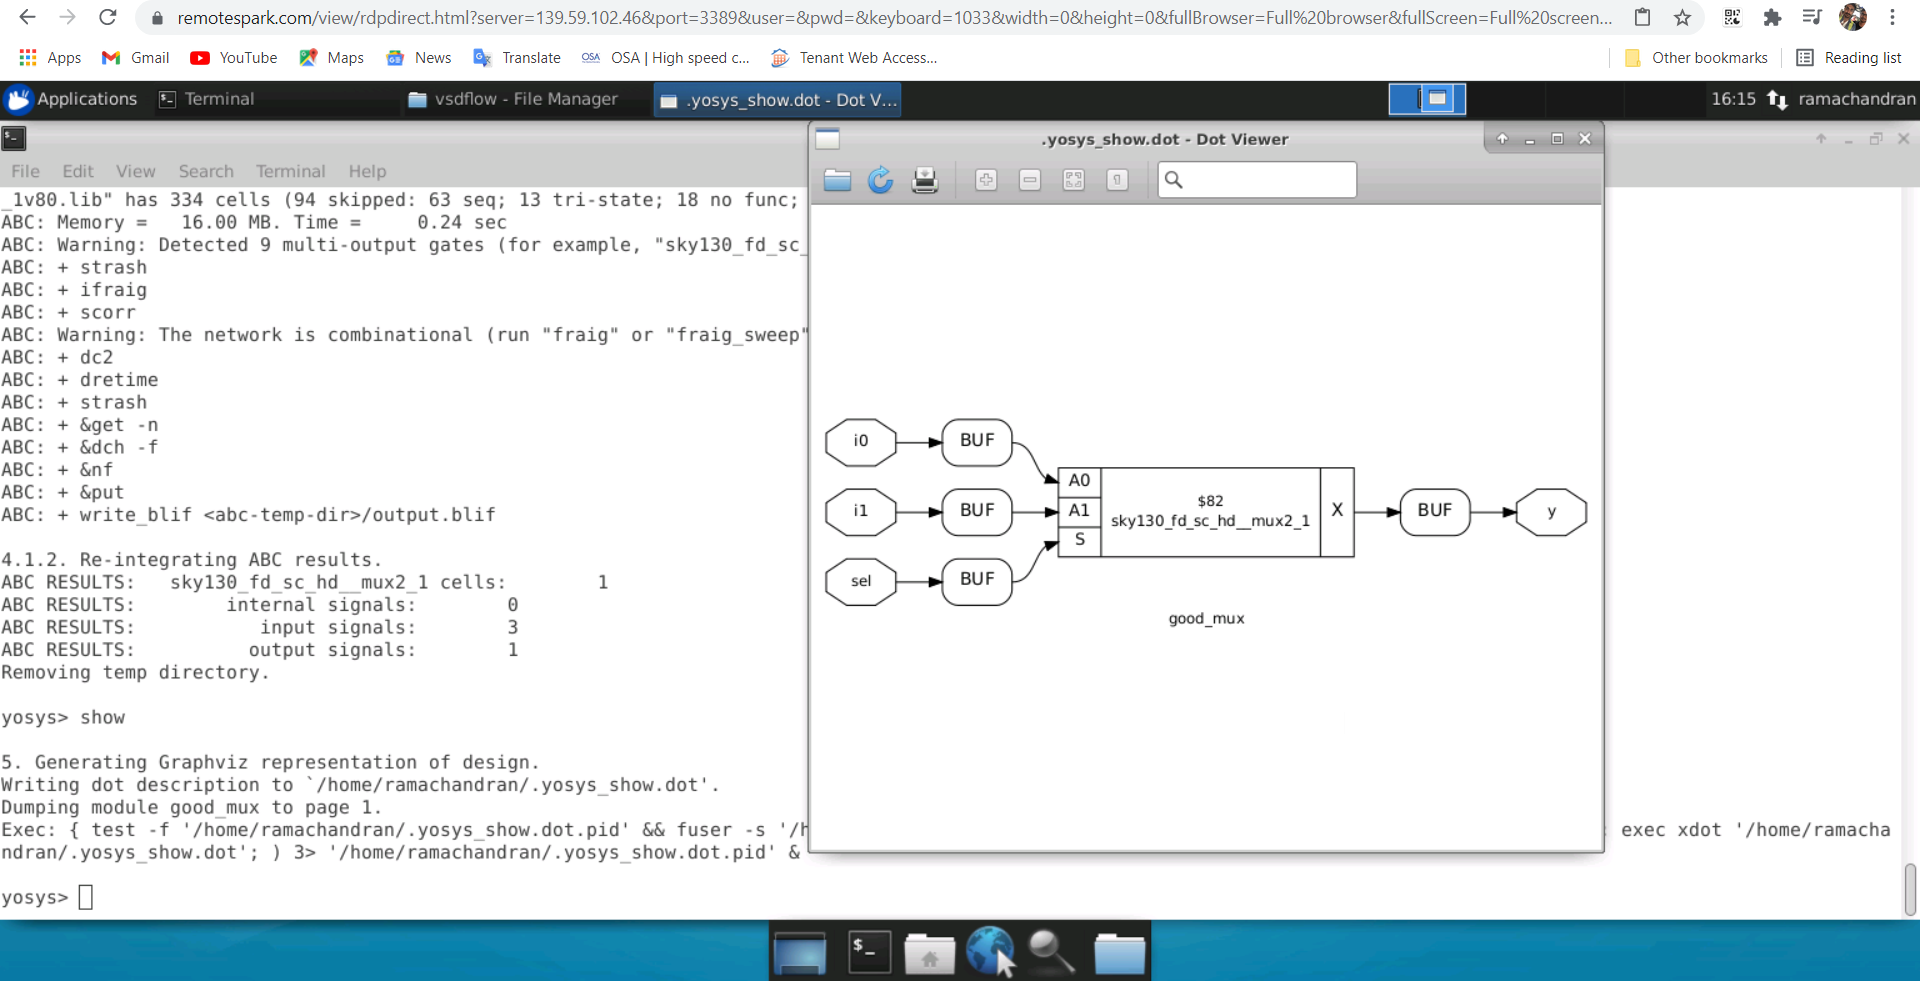 remotespark.com/view/rdpdirect.html?server=139.59.102.46&port=3389&user=&pwd=&keyboard=1033&width=0&height=0&fullBrowser=Full%20browser&fullScreen=Full%20screen...
Apps Gmail YouTube Maps News Translate OSA OSA | High speed c... Tenant Web Access... Other bookmarks Reading list
Applications Terminal vsdflow - File Manager .yosys_show.dot - Dot V... 16:15 ramachandran
.yosys_show.dot - Dot Viewer
File Edit View Search Terminal Help
_1v80.lib" has 334 cells (94 skipped: 63 seq; 13 tri-state; 18 no func;
ABC: Memory =   16.00 MB. Time =     0.24 sec
ABC: Warning: Detected 9 multi-output gates (for example, "sky130_fd_sc_
ABC: + strash
ABC: + ifraig
ABC: + scorr
ABC: Warning: The network is combinational (run "fraig" or "fraig_sweep"
ABC: + dc2
ABC: + dretime
ABC: + strash
ABC: + &get -n
ABC: + &dch -f
ABC: + &nf
ABC: + &put
ABC: + write_blif <abc-temp-dir>/output.blif
4.1.2. Re-integrating ABC results.
ABC RESULTS:   sky130_fd_sc_hd__mux2_1 cells:        1
ABC RESULTS:        internal signals:        0
ABC RESULTS:           input signals:        3
ABC RESULTS:          output signals:        1
Removing temp directory.
yosys> show
5. Generating Graphviz representation of design.
Writing dot description to `/home/ramachandran/.yosys_show.dot'.
Dumping module good_mux to page 1.
Exec: { test -f '/home/ramachandran/.yosys_show.dot.pid' && fuser -s '/h
exec xdot '/home/ramacha
ndran/.yosys_show.dot'; ) 3> '/home/ramachandran/.yosys_show.dot.pid' &
yosys>
i0 BUF
i1 BUF
sel BUF
A0
A1
S
$82
sky130_fd_sc_hd__mux2_1
X
BUF
y
good_mux